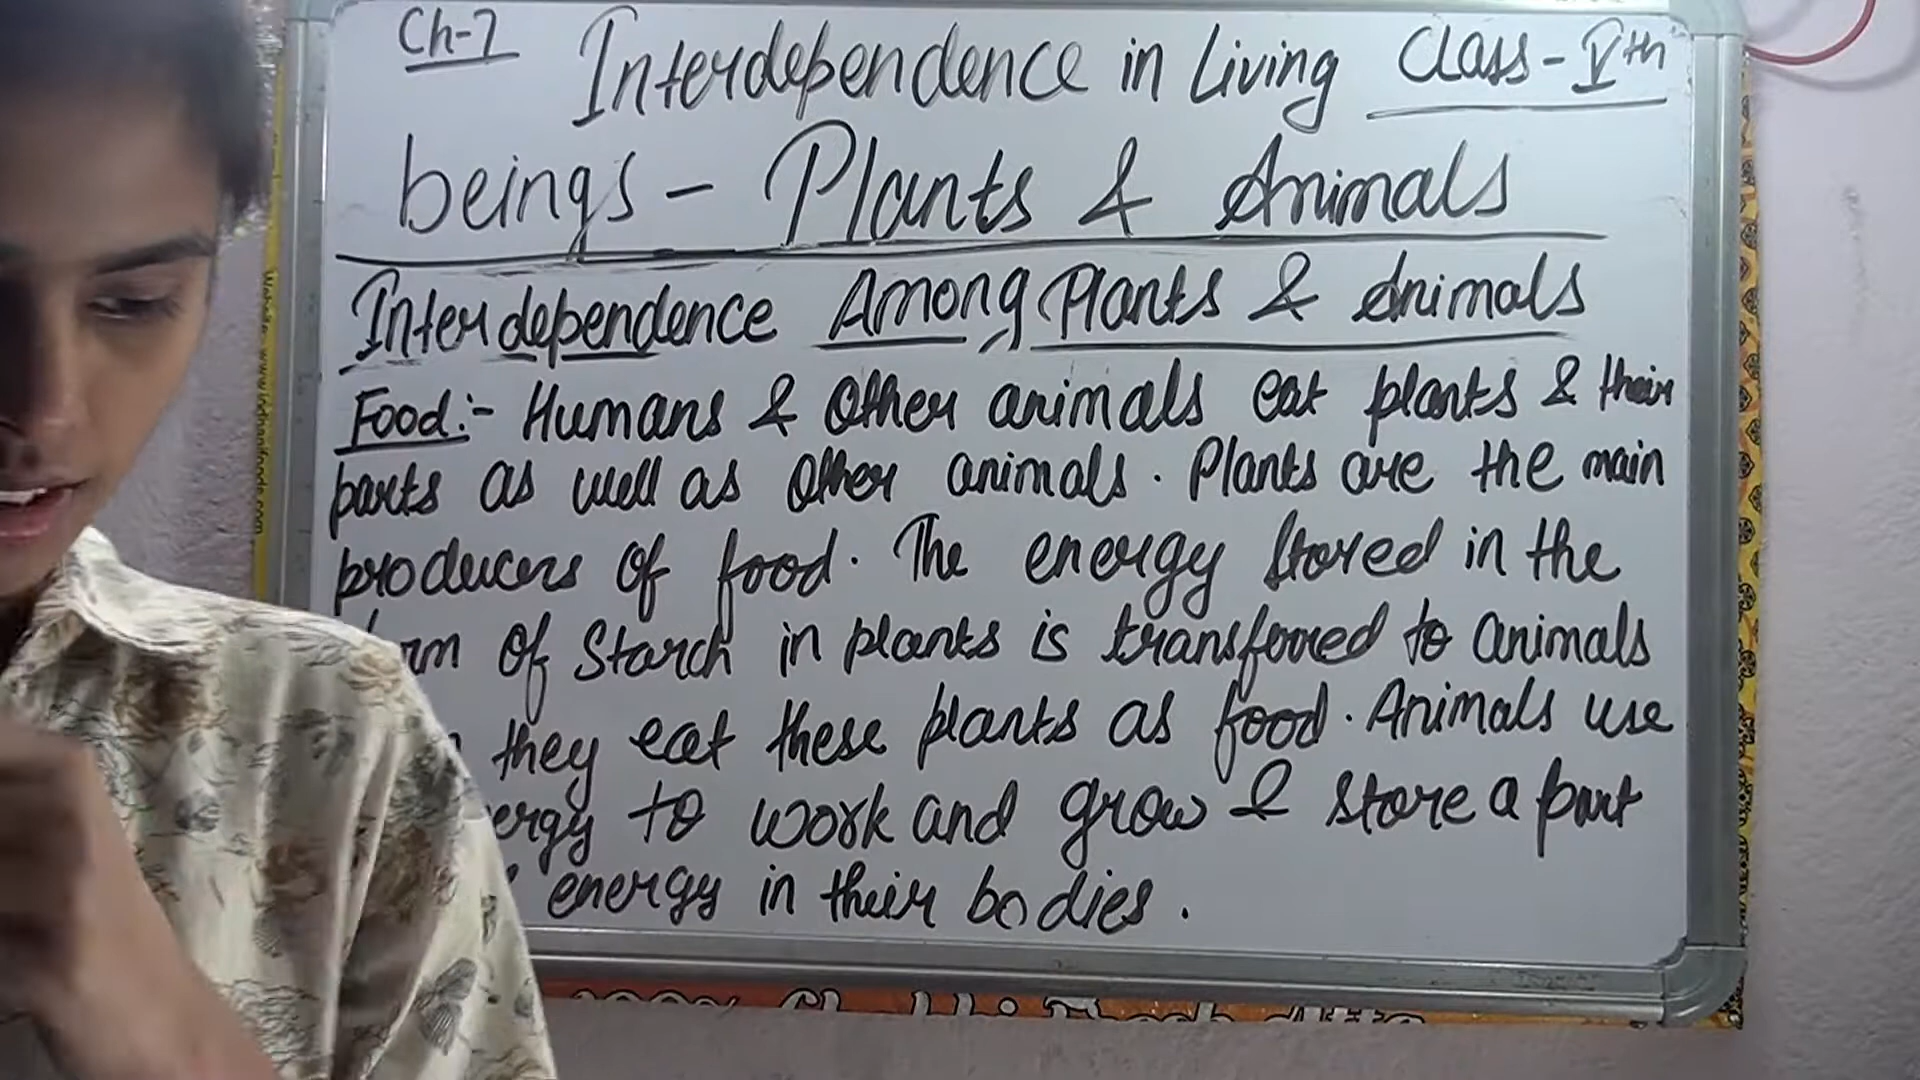 Ch-7 Interdependence in Living Class - Vth
beings - Plants & Animals
Interdependence Among Plants & Animals
Food:- Humans & Other animals eat plants & their
parts as well as other animals. Plants are the main
producers of food. The energy stored in the
of Starch in plants is transferred to animals
they eat these plants as food. Animals use
to work and grow & store a part
energy in their bodies.